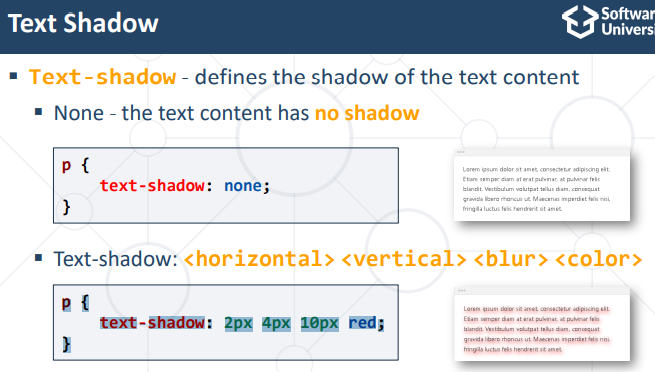 Text Shadow
Softwar
Univers
Text-shadow - defines the shadow of the text content
None - the text content has no shadow
p {
text-shadow: none;
}
Lorem ipsum dolor sit amet, consectetur adipiscing elit.
Etiam semper diam at erat pulvinar, at pulvinar felis
blandit. Vestibulum volutpat tellus diam, consequat
gravida libero rhoncus ut. Maecenas imperdiet felis nisi,
fringilla luctus felis hendrerit sit amet.
Text-shadow: <horizontal> <vertical> <blur> <color>
p {
text-shadow: 2px 4px 10px red;
}
Lorem ipsum dolor sit amet, consectetur adipiscing elit.
Etiam semper diam at erat pulvinar, at pulvinar felis
blandit. Vestibulum volutpat tellus diam, consequat
gravida libero rhoncus ut. Maecenas imperdiet felis nisi,
fringilla luctus felis hendrerit sit amet.